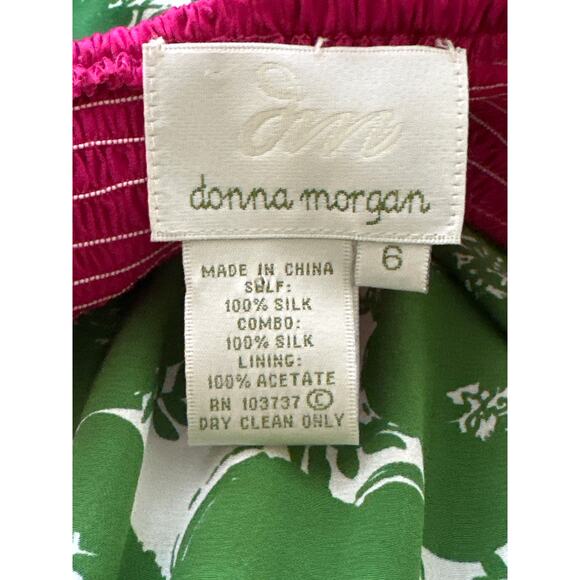 dm
donna morgan
6
MADE IN CHINA
SELF:
100% SILK
COMBO:
100% SILK
LINING:
100% ACETATE
RN 103737 ©
DRY CLEAN ONLY